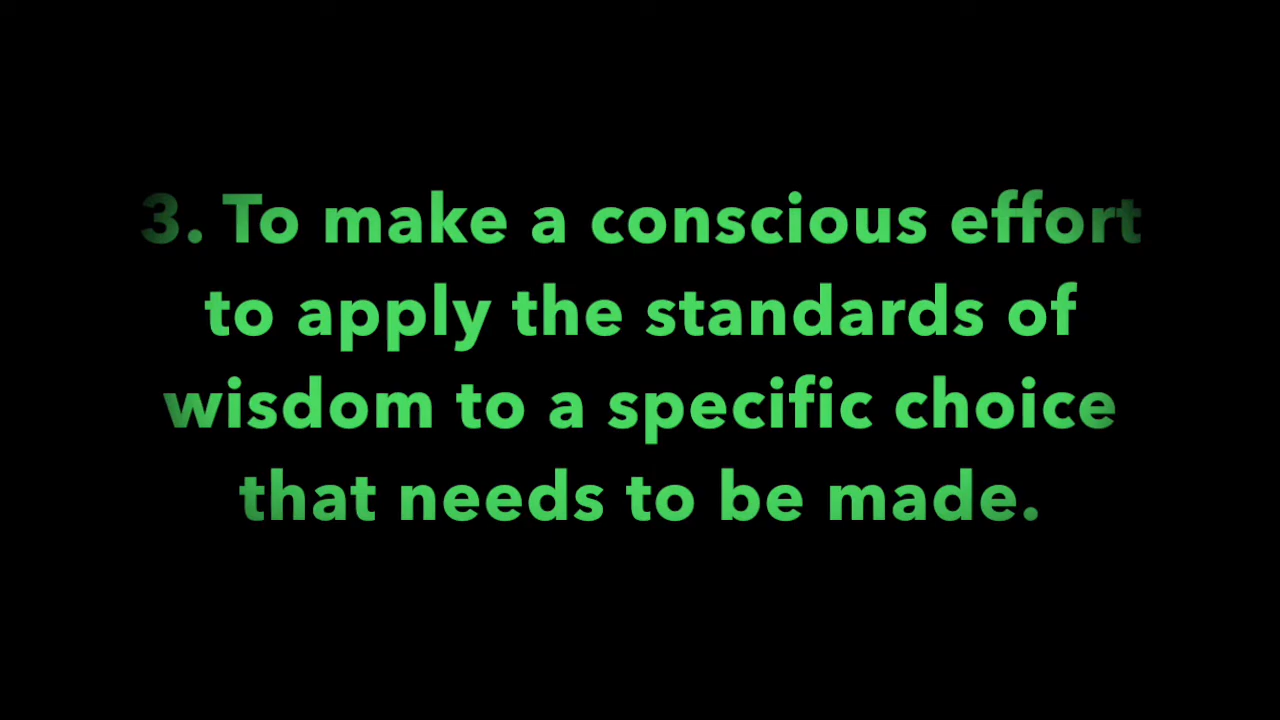 3. To make a conscious effort
to apply the standards of
wisdom to a specific choice
that needs to be made.